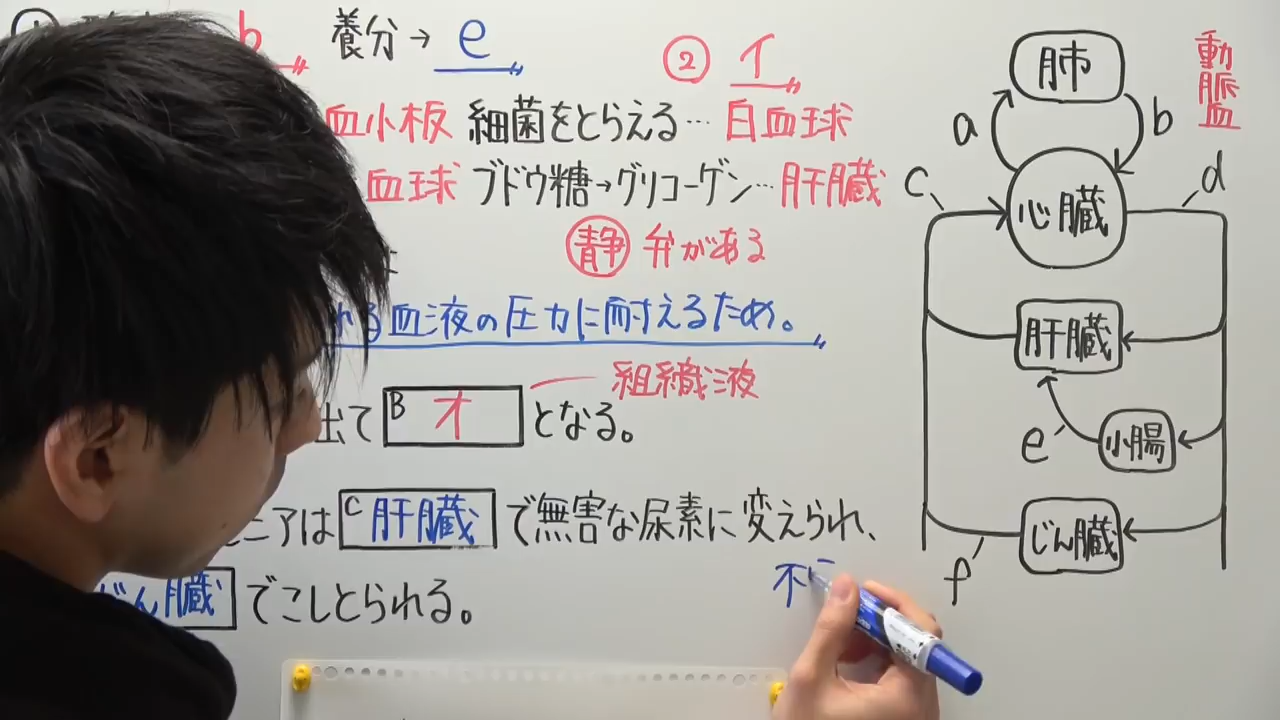 b 養分→ e
② イ
血小板 細菌をとらえる… 白血球
血球 ブドウ糖→グリコーゲン… 肝臓
静 弁がある
れる血液の圧力に耐えるため。
組織液
出て B オ となる。
ニアは C 肝臓 で無害な尿素に変えられ、
じん臓 でこしとられる。
不
動脈血
肺
a
b
c
心臓
d
肝臓
e
小腸
じん臓
f